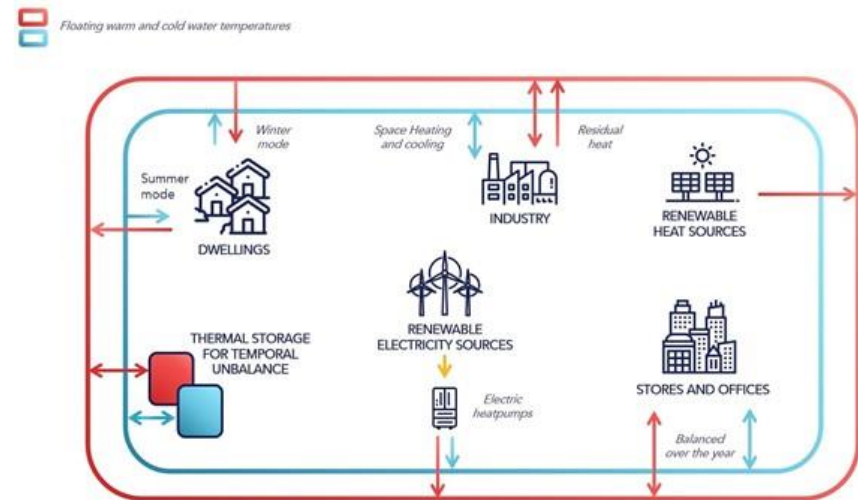 Floating warm and cold water temperatures
Winter
mode
Space Heating
and cooling
Residual
heat
Summer
mode
DWELLINGS
INDUSTRY
RENEWABLE
HEAT SOURCES
RENEWABLE
ELECTRICITY SOURCES
THERMAL STORAGE
FOR TEMPORAL
UNBALANCE
STORES AND OFFICES
Electric
heatpumps
Balanced
over the year